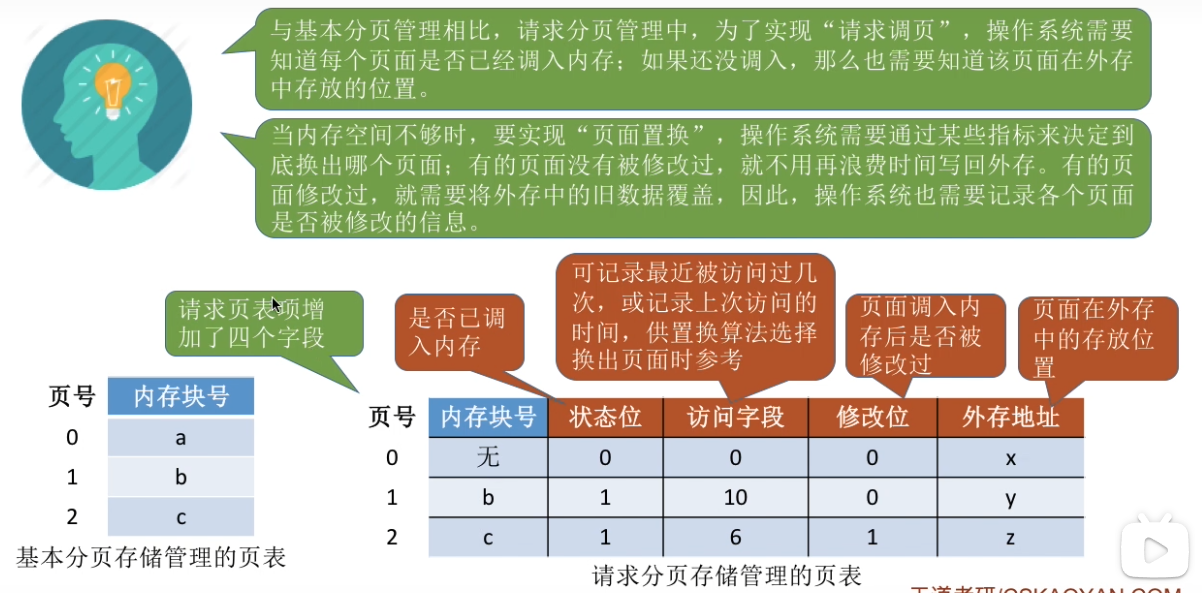 与基本分页管理相比，请求分页管理中，为了实现“请求调页”，操作系统需要
知道每个页面是否已经调入内存；如果还没调入，那么也需要知道该页面在外存
中存放的位置。
当内存空间不够时，要实现“页面置换”，操作系统需要通过某些指标来决定到
底换出哪个页面；有的页面没有被修改过，就不用再浪费时间写回外存。有的页
面修改过，就需要将外存中的旧数据覆盖，因此，操作系统也需要记录各个页面
是否被修改的信息。
请求页表项增
加了四个字段
是否已调
入内存
可记录最近被访问过几
次，或记录上次访问的
时间，供置换算法选择
换出页面时参考
页面调入内
存后是否被
修改过
页面在外存
中的存放位
置
页号 内存块号
0 a
1 b
2 c
基本分页存储管理的页表
页号 内存块号 状态位 访问字段 修改位 外存地址
0 无 0 0 0 x
1 b 1 10 0 y
2 c 1 6 1 z
请求分页存储管理的页表